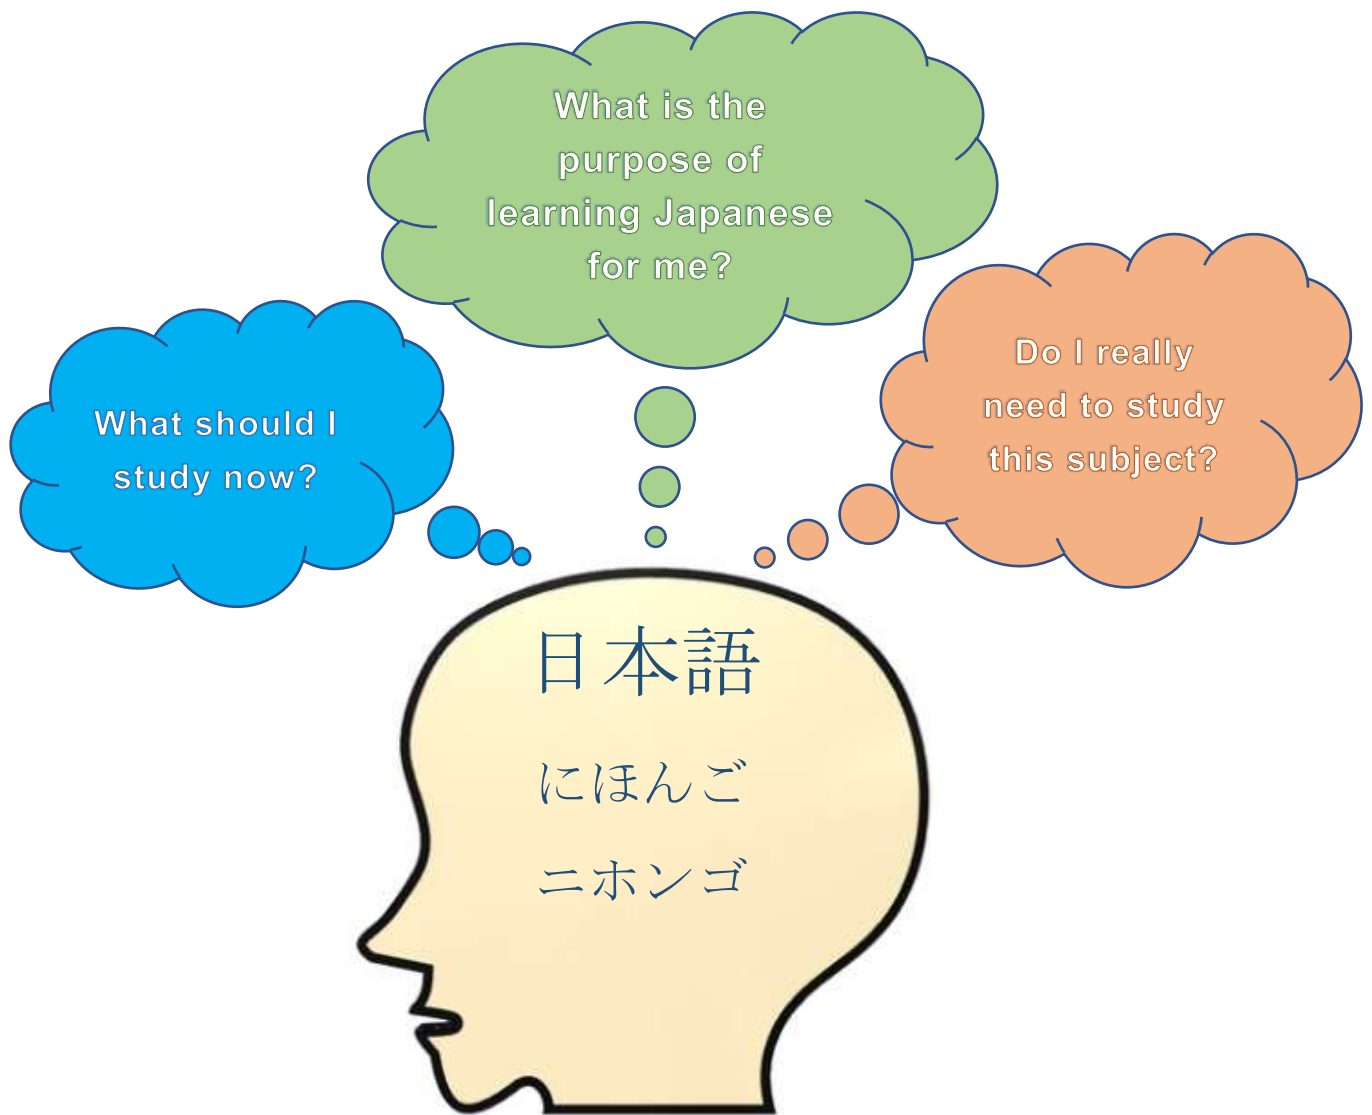 What is the
purpose of
learning Japanese
for me?
What should I
study now?
Do I really
need to study
this subject?
日本語
にほんご
ニホンゴ